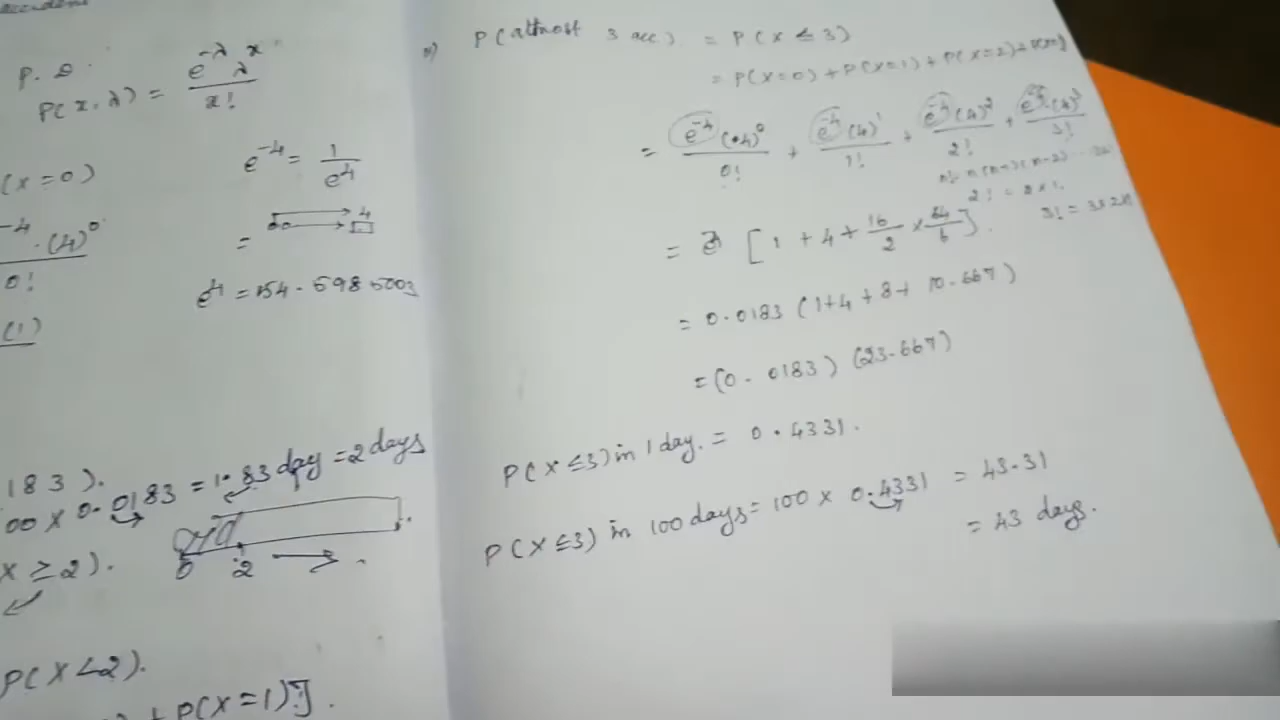 P. D.
P(x, λ) = e^-λ λ^x / x!
(x = 0)
e^-4 = 1 / e^4
-4 . (4)^0 / 0!
= 4
e^4 = 54.5985003
(1)
183).
00 x 0.0183 = 1.83 day = 2 days
x ≥ 2).
0 2
P(X < 2).
+ P(X = 1)].
P(atmost 3 acc) = P(X ≤ 3)
= P(X=0) + P(X=1) + P(X=2) + P(X=3)
= e^-4 (4)^0 / 0! + e^-4 (4)^1 / 1! + e^-4 (4)^2 / 2! + e^-4 (4)^3 / 3!
n! = n(n-1)(n-2)
2! = 2 x 1.
3! = 3x2x1
= [1 + 4 + 16/2 x 64/6].
= 0.0183 (1+4+8+ 10.667)
= (0.0183) (23.667)
P(X ≤3) in 1 day. = 0.4331.
P(X ≤3) in 100 days = 100 x 0.4331 = 43.31
= 43 days.